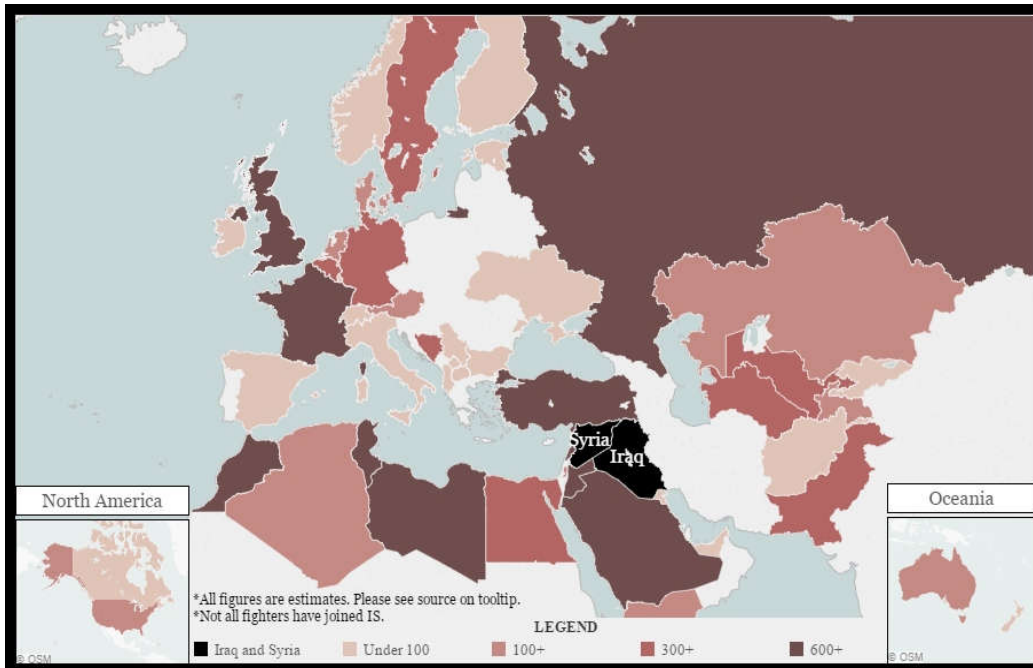 Syria
Iraq
North America
Oceania
*All figures are estimates. Please see source on tooltip.
*Not all fighters have joined IS.
LEGEND
Iraq and Syria
Under 100
100+
300+
600+
© OSM
© OSM